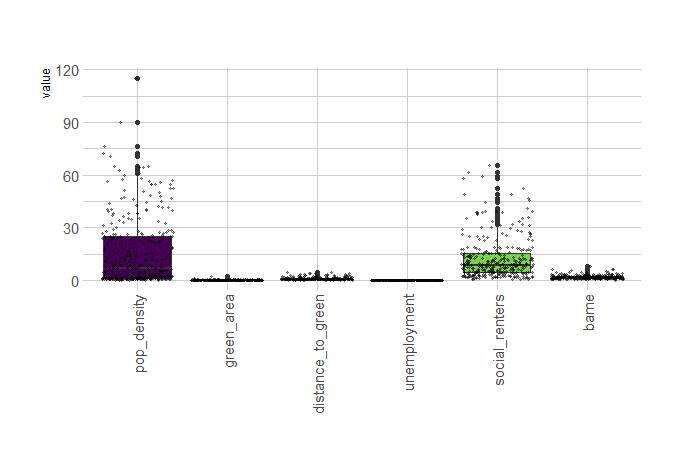 value
120
90
60
30
0
pop_density
green_area
distance_to_green
unemployment
social_renters
bame